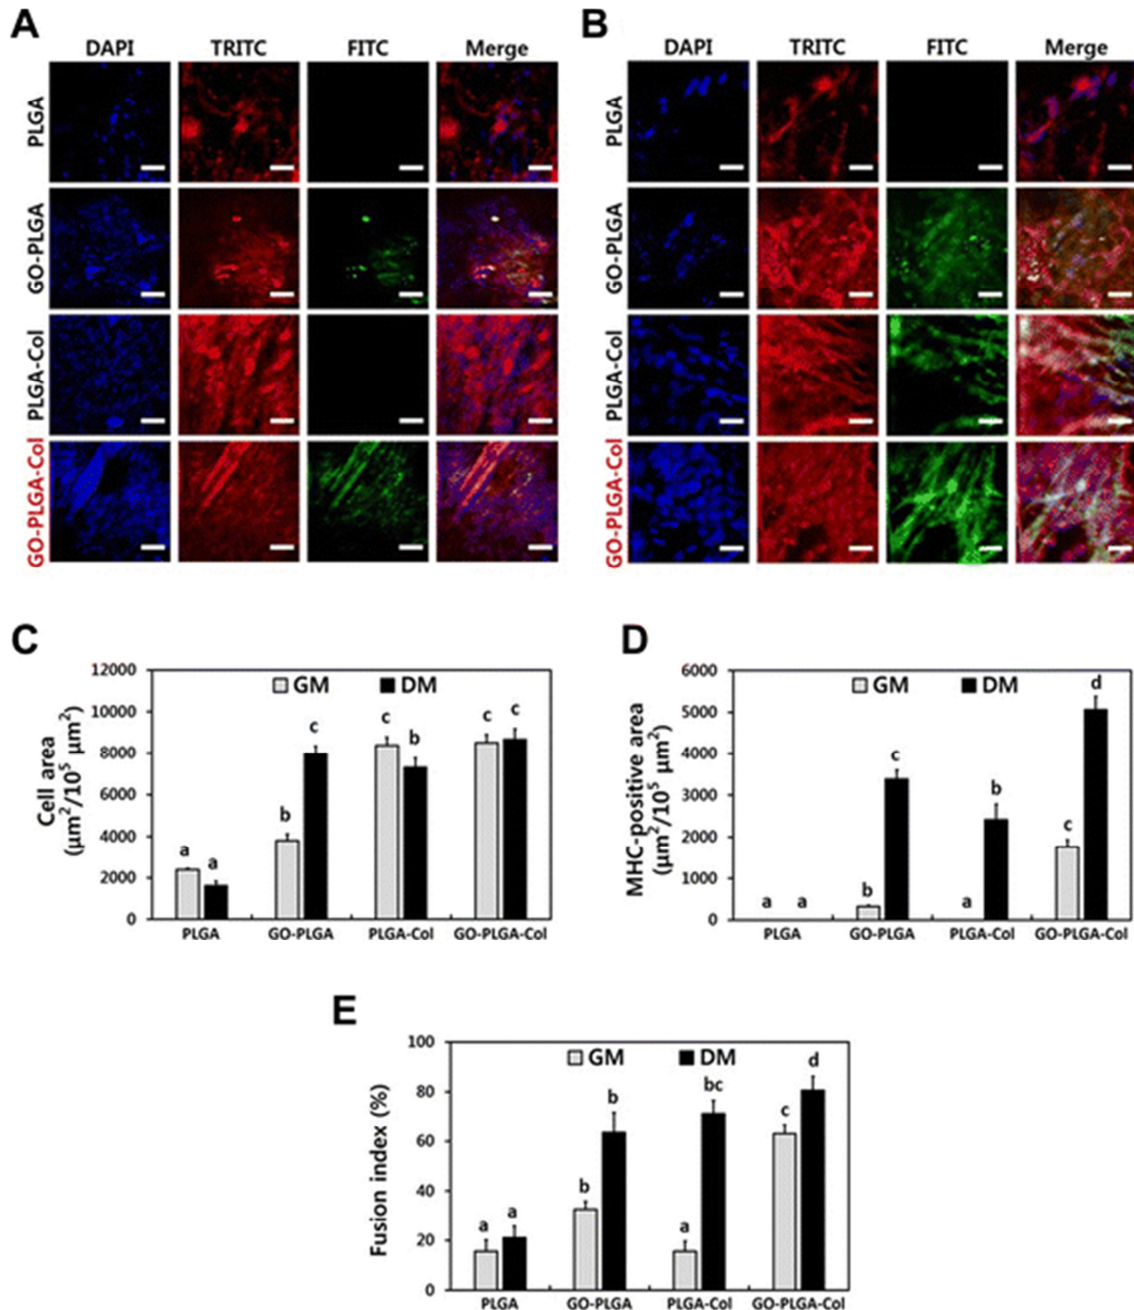 A
DAPI TRITC FITC Merge
PLGA
GO-PLGA
PLGA-Col
GO-PLGA-Col
B
DAPI TRITC FITC Merge
PLGA
GO-PLGA
PLGA-Col
GO-PLGA-Col
C
Cell area
(µm²/10⁵ µm²)
12000
10000
8000
6000
4000
2000
0
GM DM
a a b c c b c c
PLGA GO-PLGA PLGA-Col GO-PLGA-Col
D
MHC-positive area
(µm²/10⁵ µm²)
6000
5000
4000
3000
2000
1000
0
GM DM
a a b c a b c d
PLGA GO-PLGA PLGA-Col GO-PLGA-Col
E
Fusion index (%)
100
80
60
40
20
0
GM DM
a a b b a bc c d
PLGA GO-PLGA PLGA-Col GO-PLGA-Col